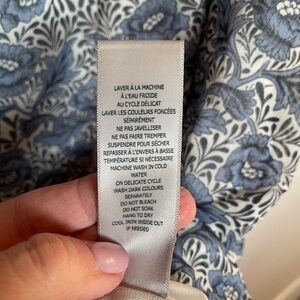 LAVER À LA MACHINE
À L'EAU FROIDE
AU CYCLE DÉLICAT
LAVER LES COULEURS FONCÉES
SÉPARÉMENT
NE PAS JAVELLISER
NE PAS FAIRE TREMPER
SUSPENDRE POUR SÉCHER
REPASSER À L'ENVERS À BASSE
TEMPÉRATURE SI NÉCESSAIRE
MACHINE WASH IN COLD
WATER
ON DELICATE CYCLE
WASH DARK COLOURS
SEPARATELY
DO NOT BLEACH
DO NOT SOAK
HANG TO DRY
COOL IRON INSIDE OUT
IF NEEDED